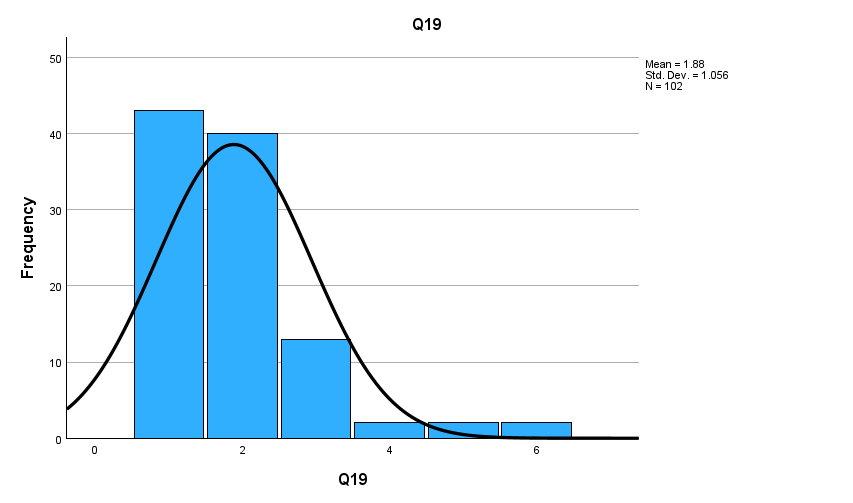 Q19
Mean = 1.88
Std. Dev. = 1.056
N = 102
50
40
30
20
10
0
Frequency
0 2 4 6
Q19